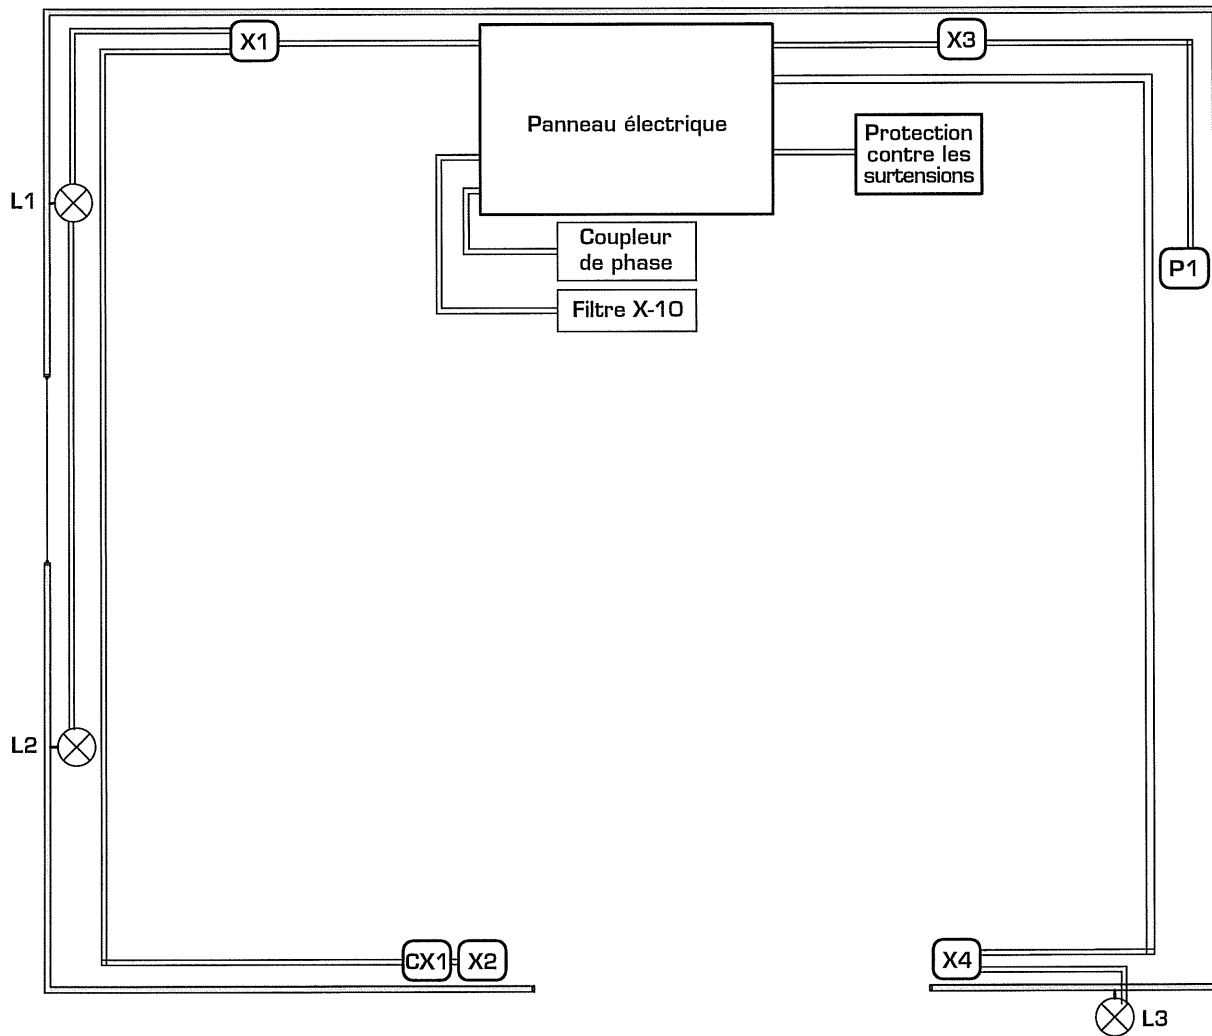 X1
X3
Panneau électrique
Protection
contre les
surtensions
L1
Coupleur
de phase
P1
Filtre X-10
L2
CX1
X2
X4
L3